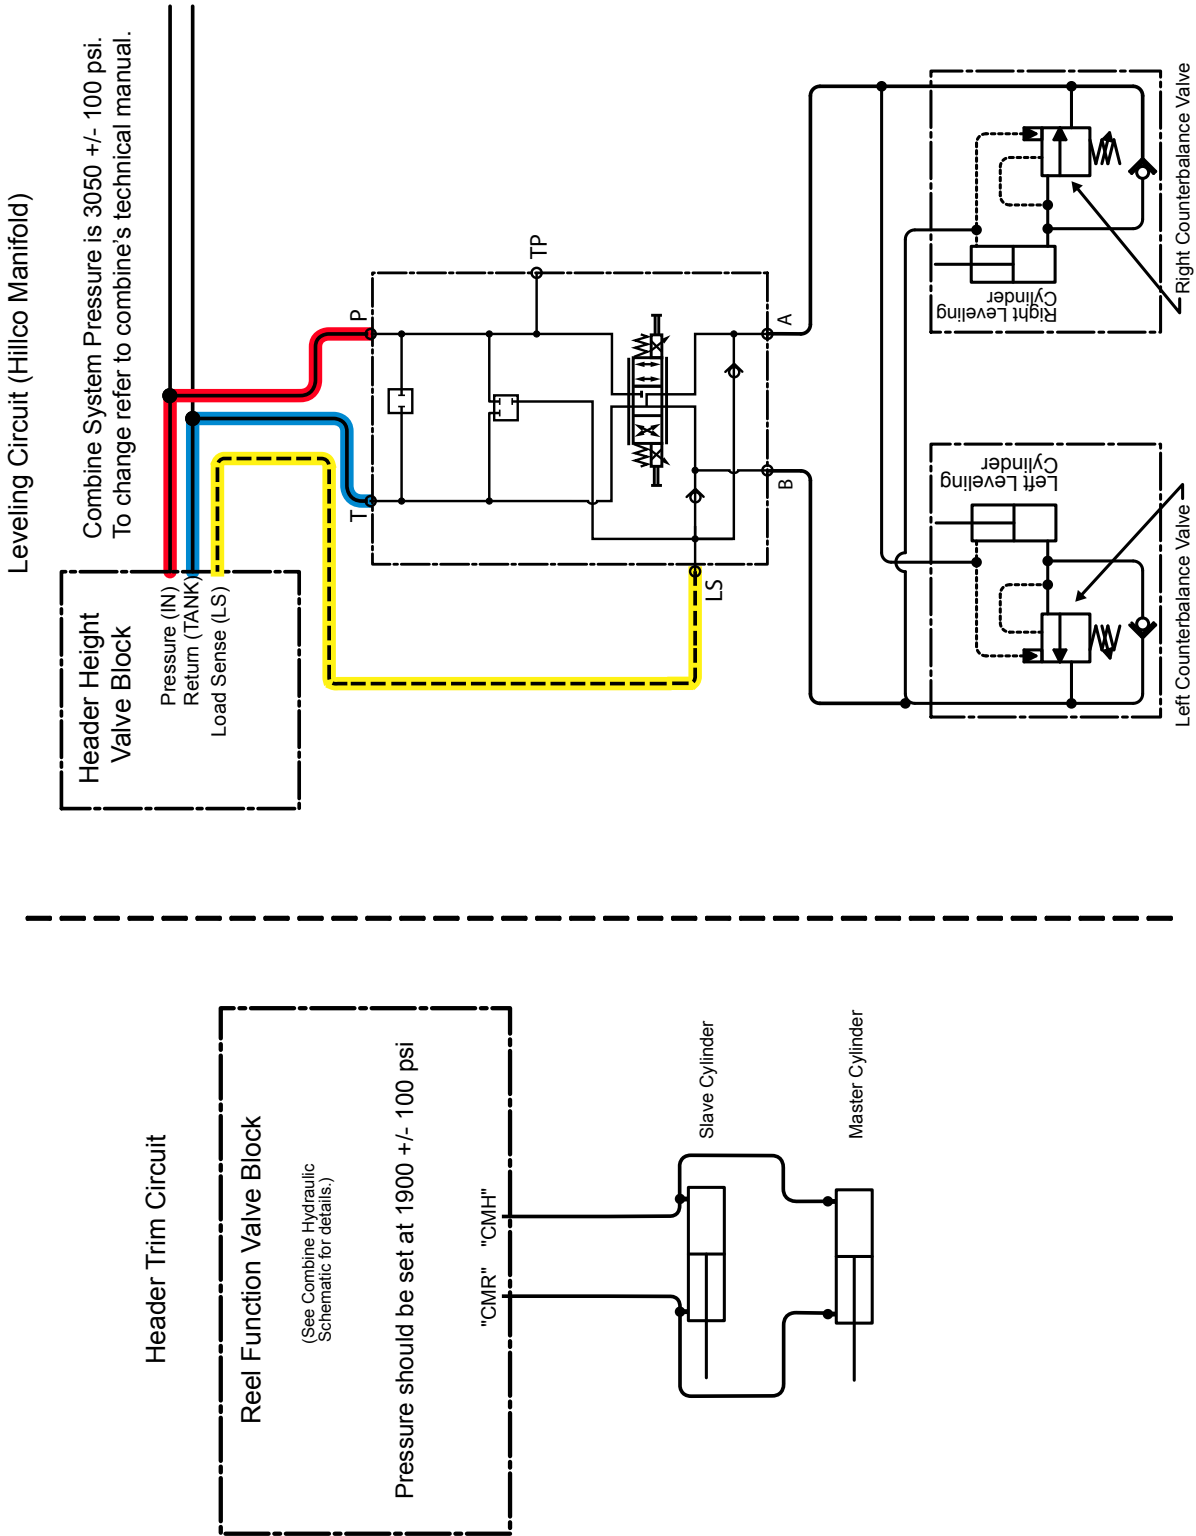 Header Trim Circuit
Reel Function Valve Block
(See Combine Hydraulic
Schematic for details.)
Pressure should be set at 1900 +/- 100 psi
"CMR"
"CMH"
Slave Cylinder
Master Cylinder
Leveling Circuit (Hillco Manifold)
Combine System Pressure is 3050 +/- 100 psi.
To change refer to combine's technical manual.
Header Height
Valve Block
Pressure (IN)
Return (TANK)
Load Sense (LS)
T
P
TP
LS
B
A
Left Leveling
Cylinder
Right Leveling
Cylinder
Left Counterbalance Valve
Right Counterbalance Valve